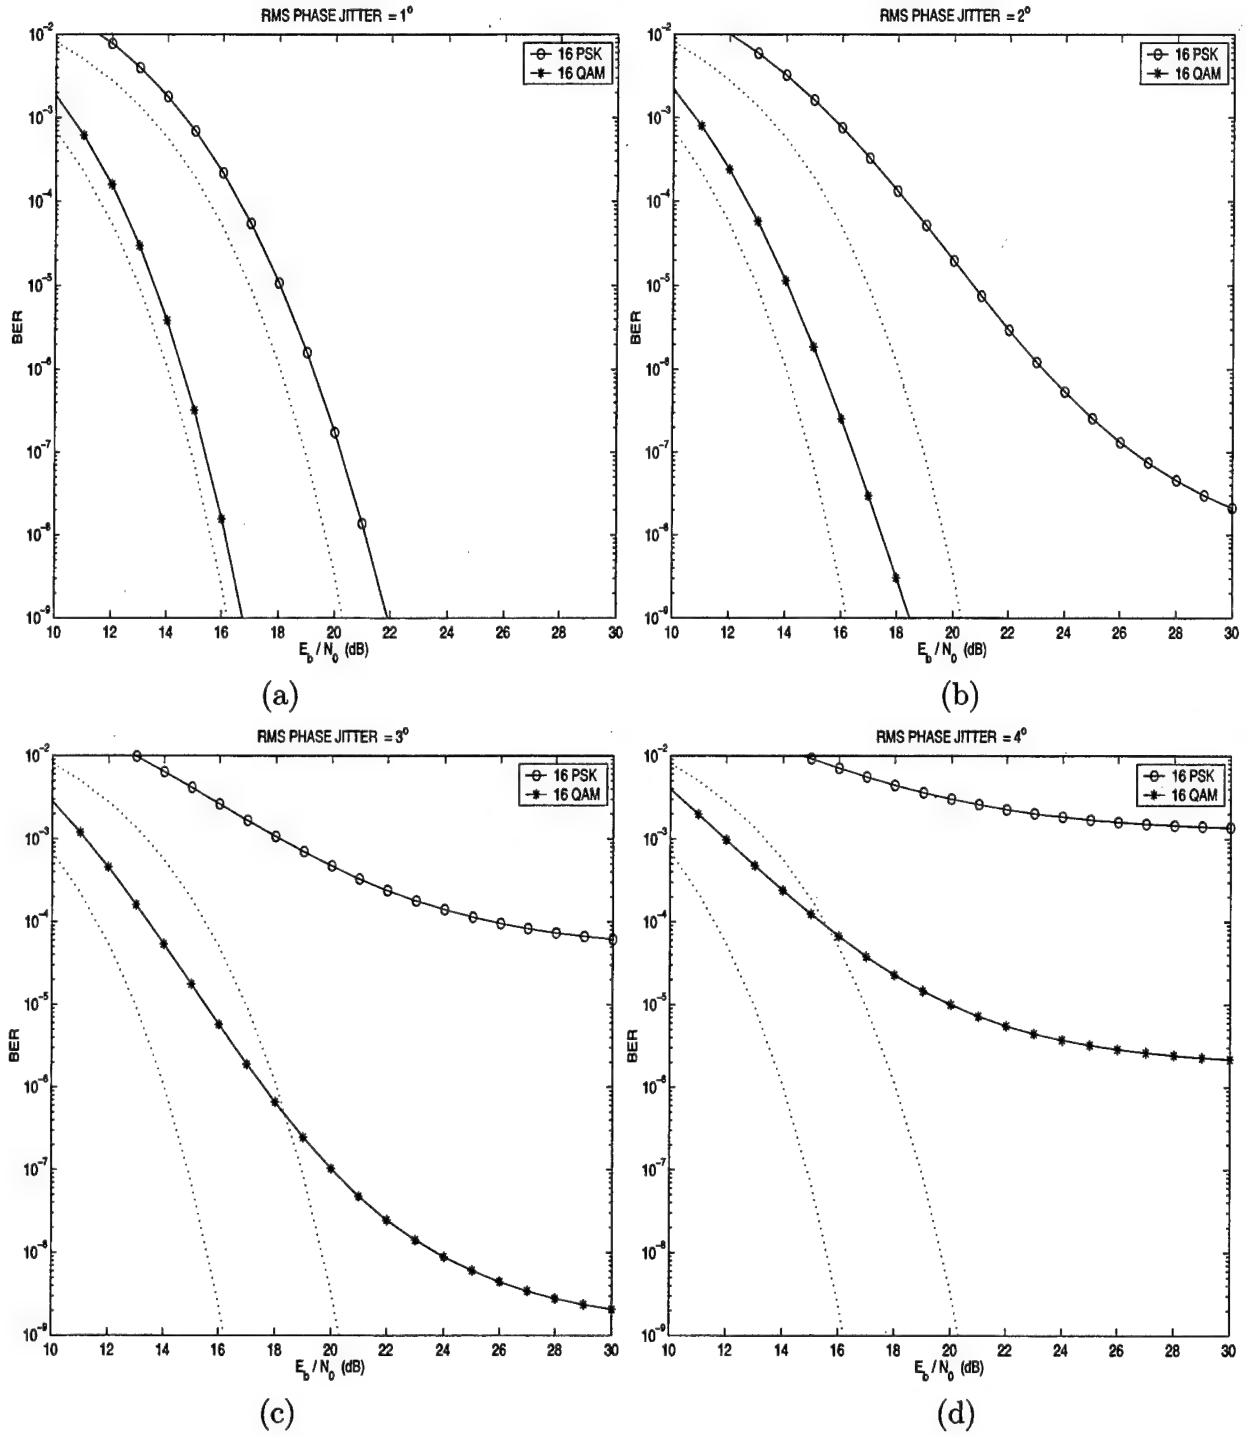 RMS PHASE JITTER = 1°
10^-2
10^-3
10^-4
10^-5
10^-6
10^-7
10^-8
10^-9
BER
16 PSK
16 QAM
10 12 14 16 18 20 22 24 26 28 30
E_b / N_0 (dB)
(a)
RMS PHASE JITTER = 2°
10^-2
10^-3
10^-4
10^-5
10^-6
10^-7
10^-8
10^-9
BER
16 PSK
16 QAM
10 12 14 16 18 20 22 24 26 28 30
E_b / N_0 (dB)
(b)
RMS PHASE JITTER = 3°
10^-2
10^-3
10^-4
10^-5
10^-6
10^-7
10^-8
10^-9
BER
16 PSK
16 QAM
10 12 14 16 18 20 22 24 26 28 30
E_b / N_0 (dB)
(c)
RMS PHASE JITTER = 4°
10^-2
10^-3
10^-4
10^-5
10^-6
10^-7
10^-8
10^-9
BER
16 PSK
16 QAM
10 12 14 16 18 20 22 24 26 28 30
E_b / N_0 (dB)
(d)